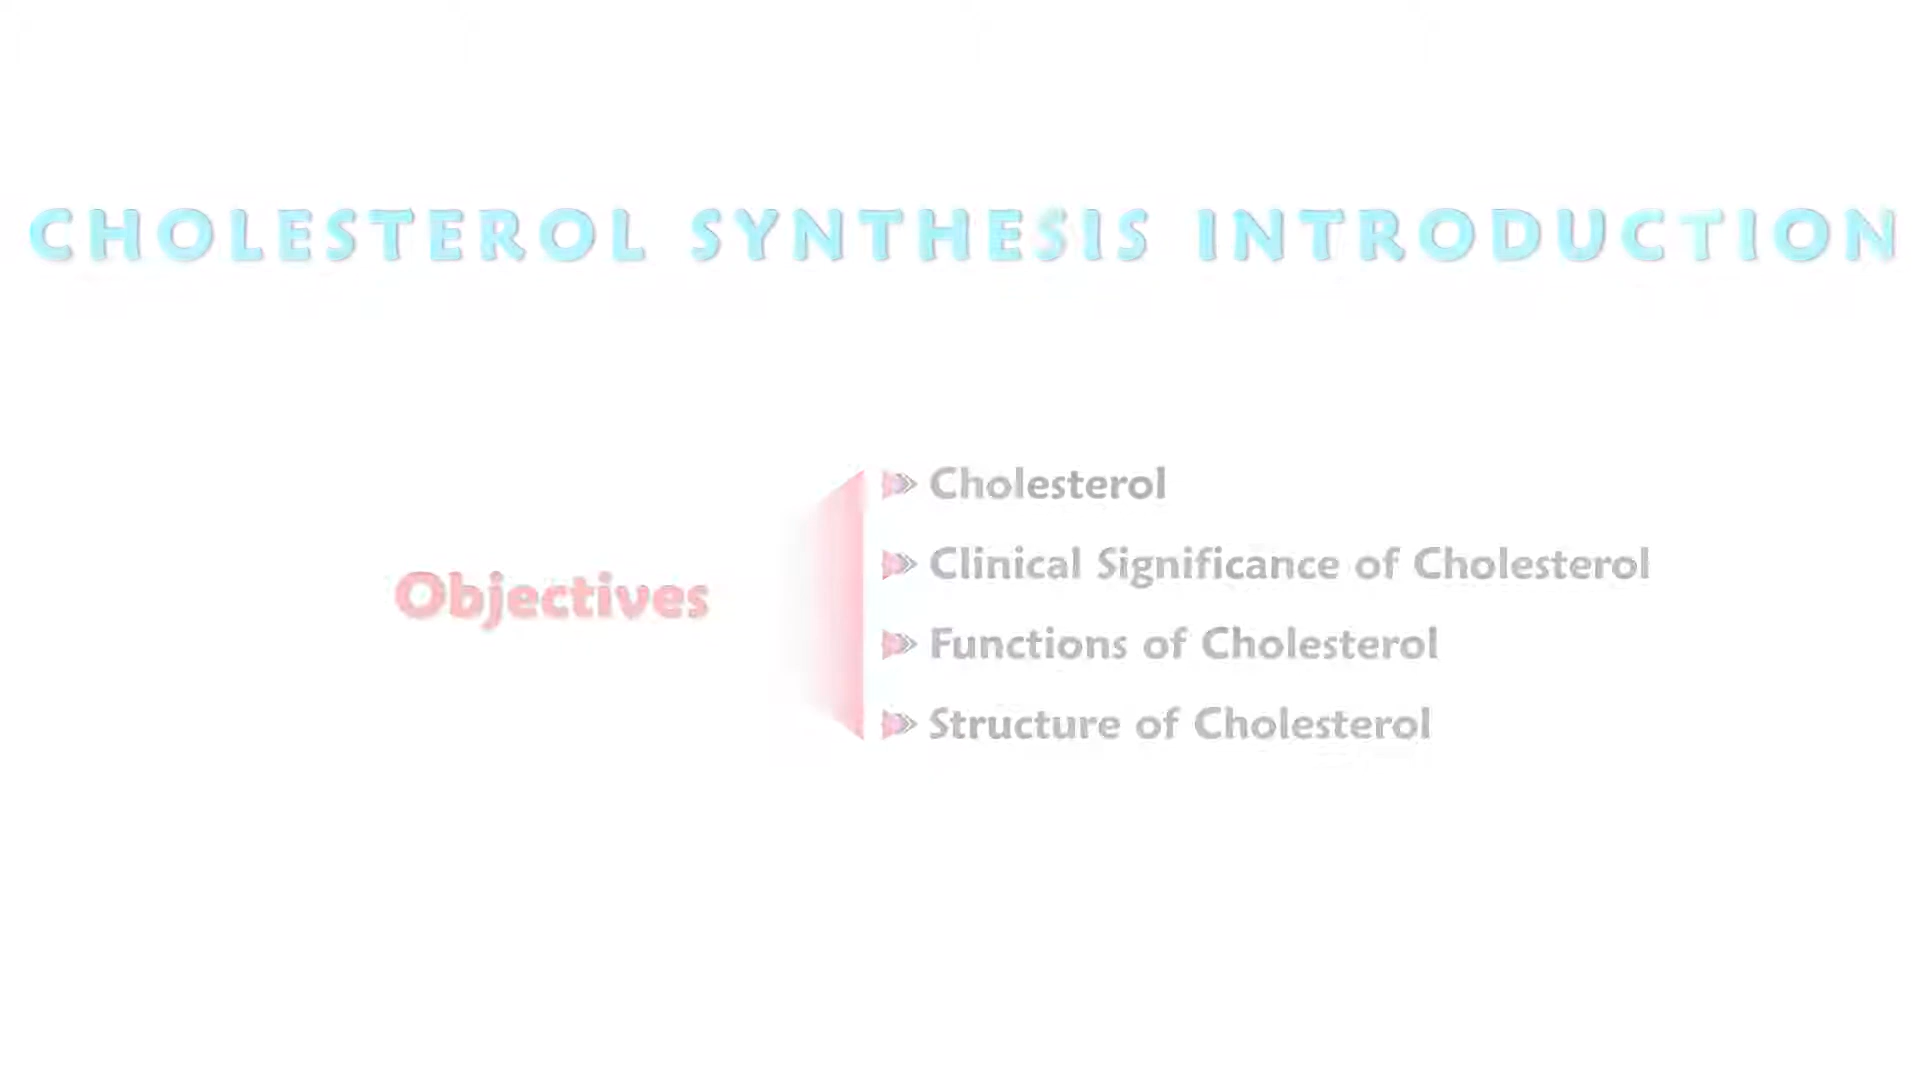 CHOLESTEROL SYNTHESIS INTRODUCTION
Objectives
Cholesterol
Clinical Significance of Cholesterol
Functions of Cholesterol
Structure of Cholesterol